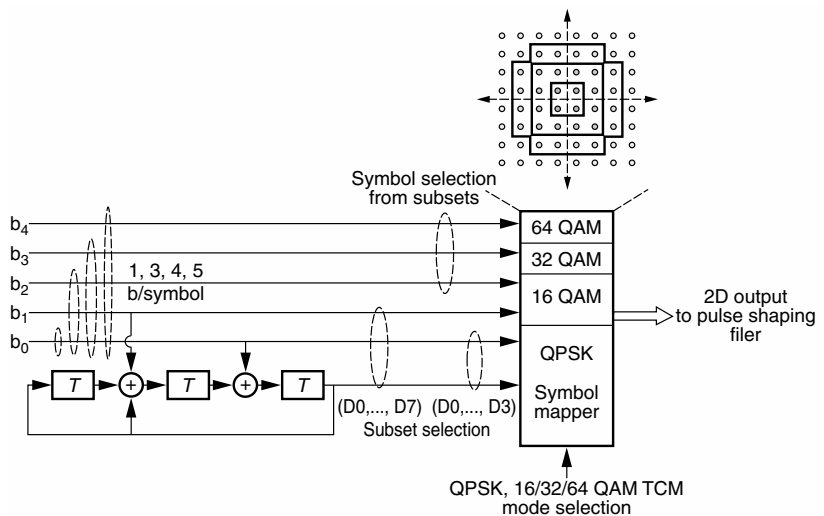 Symbol selection
from subsets
b4
b3
b2
b1
b0
1, 3, 4, 5
b/symbol
64 QAM
32 QAM
16 QAM
QPSK
Symbol
mapper
2D output
to pulse shaping
filer
T
+
T
+
T
(D0,..., D7) (D0,..., D3)
Subset selection
QPSK, 16/32/64 QAM TCM
mode selection